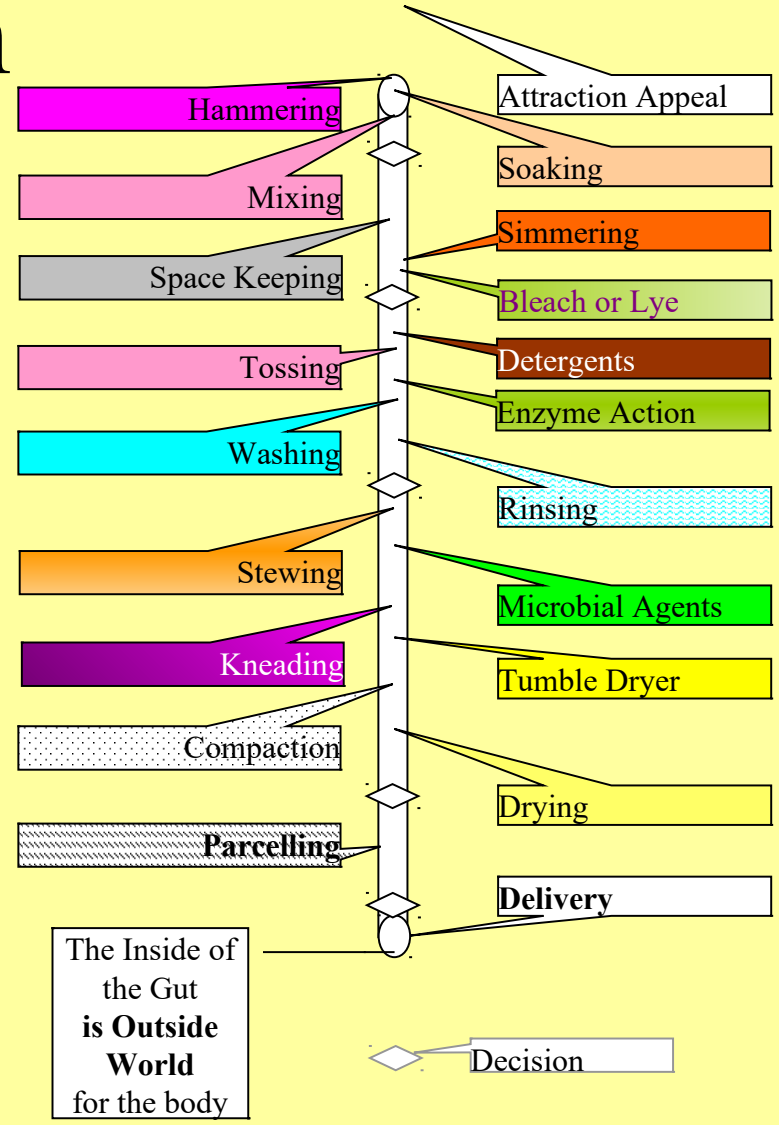 Attraction Appeal
Hammering
Soaking
Mixing
Simmering
Space Keeping
Bleach or Lye
Detergents
Tossing
Enzyme Action
Washing
Rinsing
Stewing
Microbial Agents
Kneading
Tumble Dryer
Compaction
Drying
Parcelling
Delivery
The Inside of
the Gut
is Outside
World
for the body
Decision